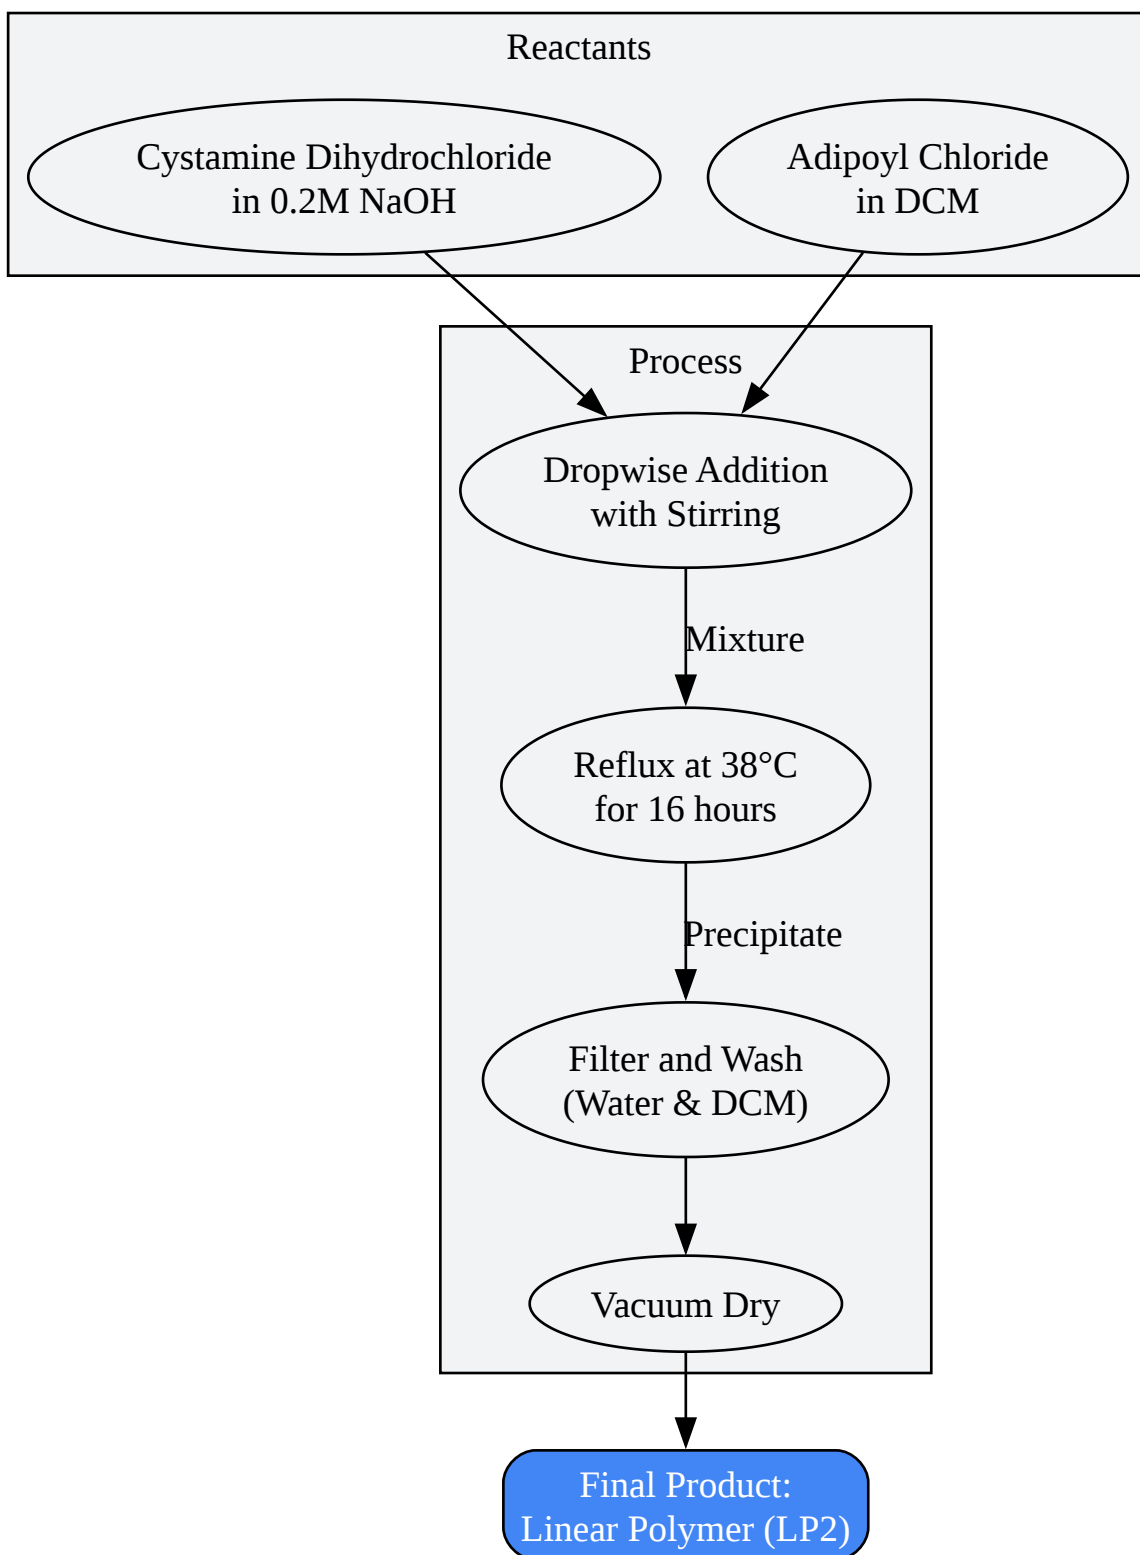 Reactants
Cystamine Dihydrochloride
in 0.2M NaOH
Adipoyl Chloride
in DCM
Process
Dropwise Addition
with Stirring
Mixture
Reflux at 38°C
for 16 hours
Precipitate
Filter and Wash
(Water & DCM)
Vacuum Dry
Final Product:
Linear Polymer (LP2)